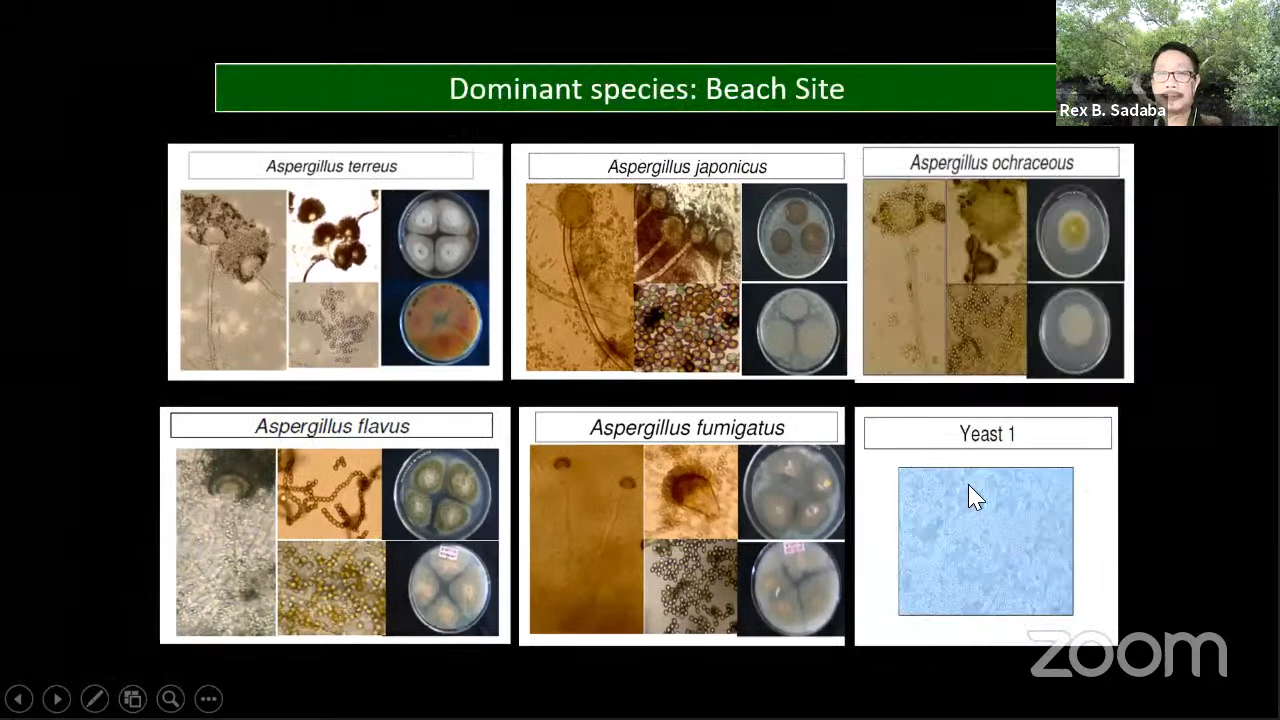 Dominant species: Beach Site
Rex B. Sadaba
Aspergillus terreus
Aspergillus japonicus
Aspergillus ochraceous
Aspergillus flavus
Aspergillus fumigatus
Yeast 1
zoom